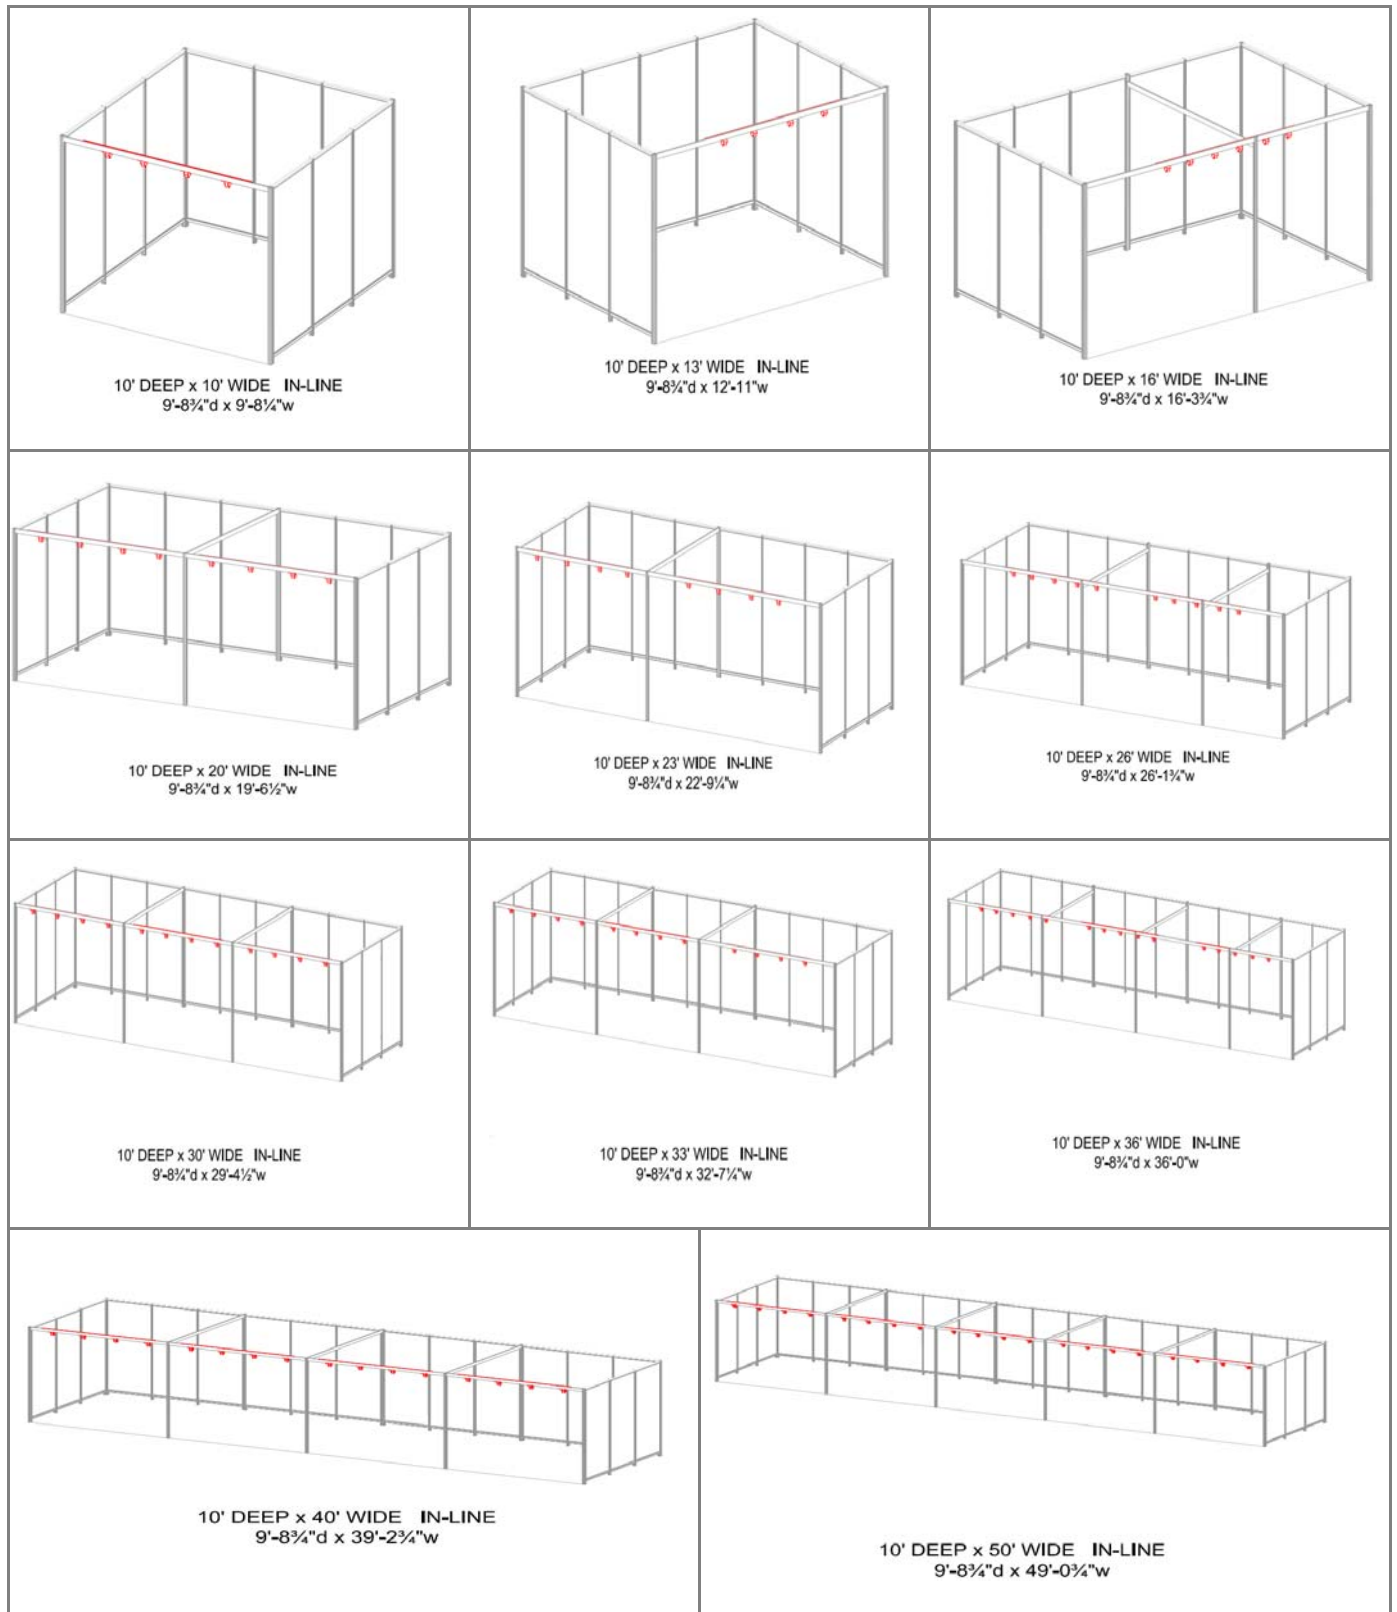 10' DEEP x 10' WIDE IN-LINE
9'-8¾"d x 9'-8¼"w
10' DEEP x 13' WIDE IN-LINE
9'-8¾"d x 12'-11"w
10' DEEP x 16' WIDE IN-LINE
9'-8¾"d x 16'-3¾"w
10' DEEP x 20' WIDE IN-LINE
9'-8¾"d x 19'-6½"w
10' DEEP x 23' WIDE IN-LINE
9'-8¾"d x 22'-9¼"w
10' DEEP x 26' WIDE IN-LINE
9'-8¾"d x 26'-1¾"w
10' DEEP x 30' WIDE IN-LINE
9'-8¾"d x 29'-4½"w
10' DEEP x 33' WIDE IN-LINE
9'-8¾"d x 32'-7¼"w
10' DEEP x 36' WIDE IN-LINE
9'-8¾"d x 36'-0"w
10' DEEP x 40' WIDE IN-LINE
9'-8¾"d x 39'-2¾"w
10' DEEP x 50' WIDE IN-LINE
9'-8¾"d x 49'-0¾"w